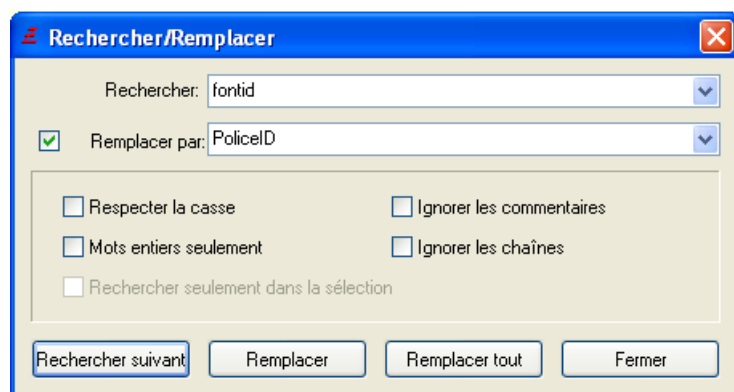 Rechercher/Remplacer
Rechercher: fontid
Remplacer par: PoliceID
Respecter la casse Ignorer les commentaires
Mots entiers seulement Ignorer les chaînes
Rechercher seulement dans la sélection
Rechercher suivant Remplacer Remplacer tout Fermer